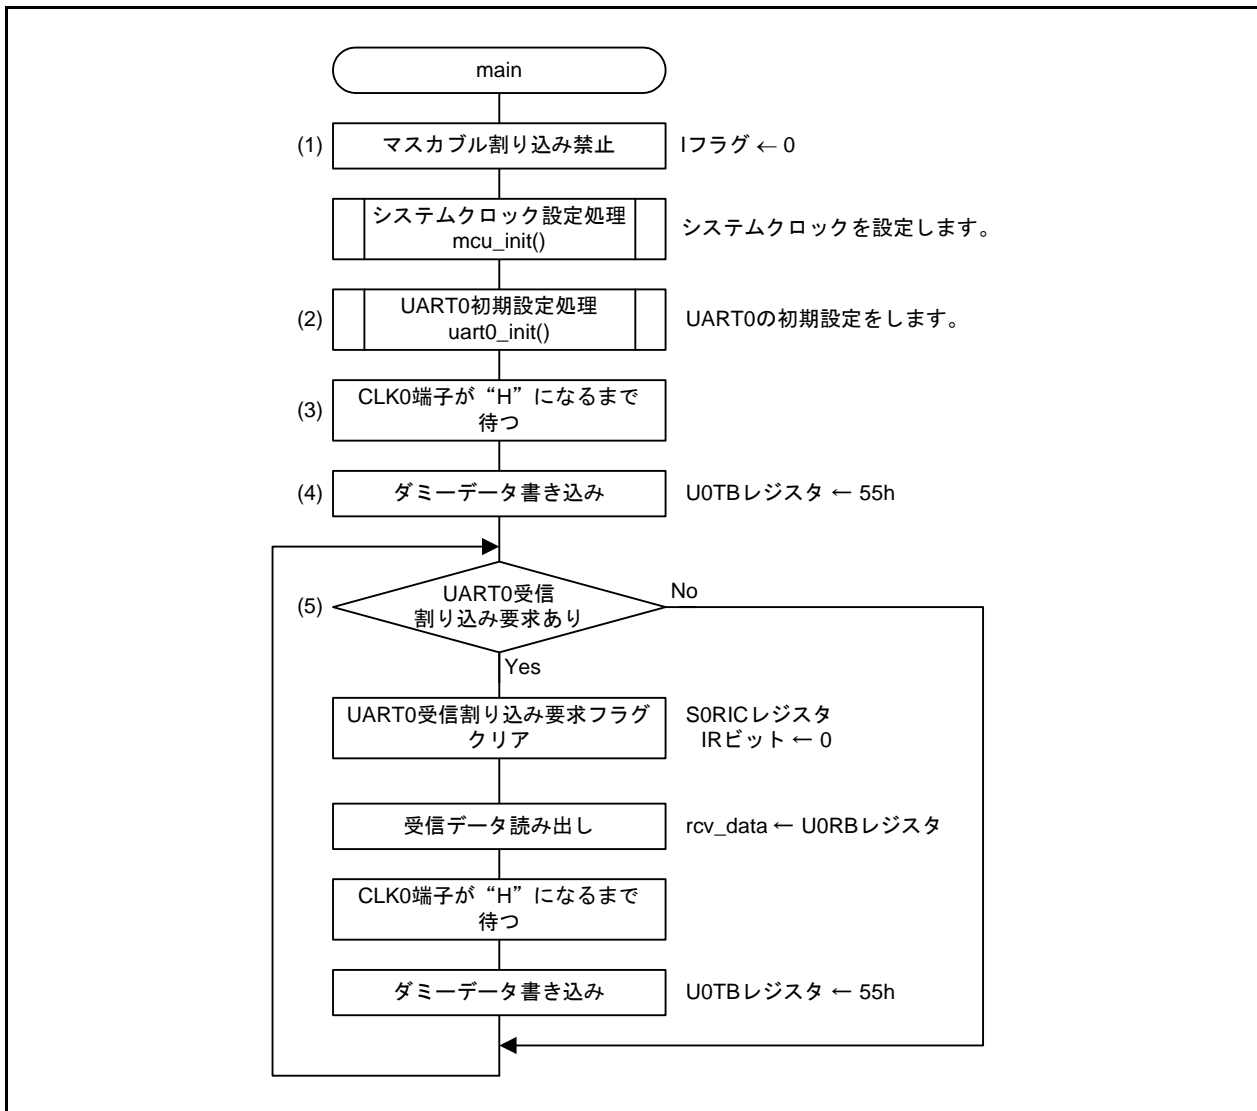 main
(1)
マスカブル割り込み禁止
Iフラグ ← 0
システムクロック設定処理
mcu_init()
システムクロックを設定します。
(2)
UART0初期設定処理
uart0_init()
UART0の初期設定をします。
(3)
CLK0端子が“H”になるまで
待つ
(4)
ダミーデータ書き込み
U0TBレジスタ ← 55h
(5)
UART0受信
割り込み要求あり
No
Yes
UART0受信割り込み要求フラグ
クリア
S0RICレジスタ
IRビット ← 0
受信データ読み出し
rcv_data ← U0RBレジスタ
CLK0端子が“H”になるまで
待つ
ダミーデータ書き込み
U0TBレジスタ ← 55h